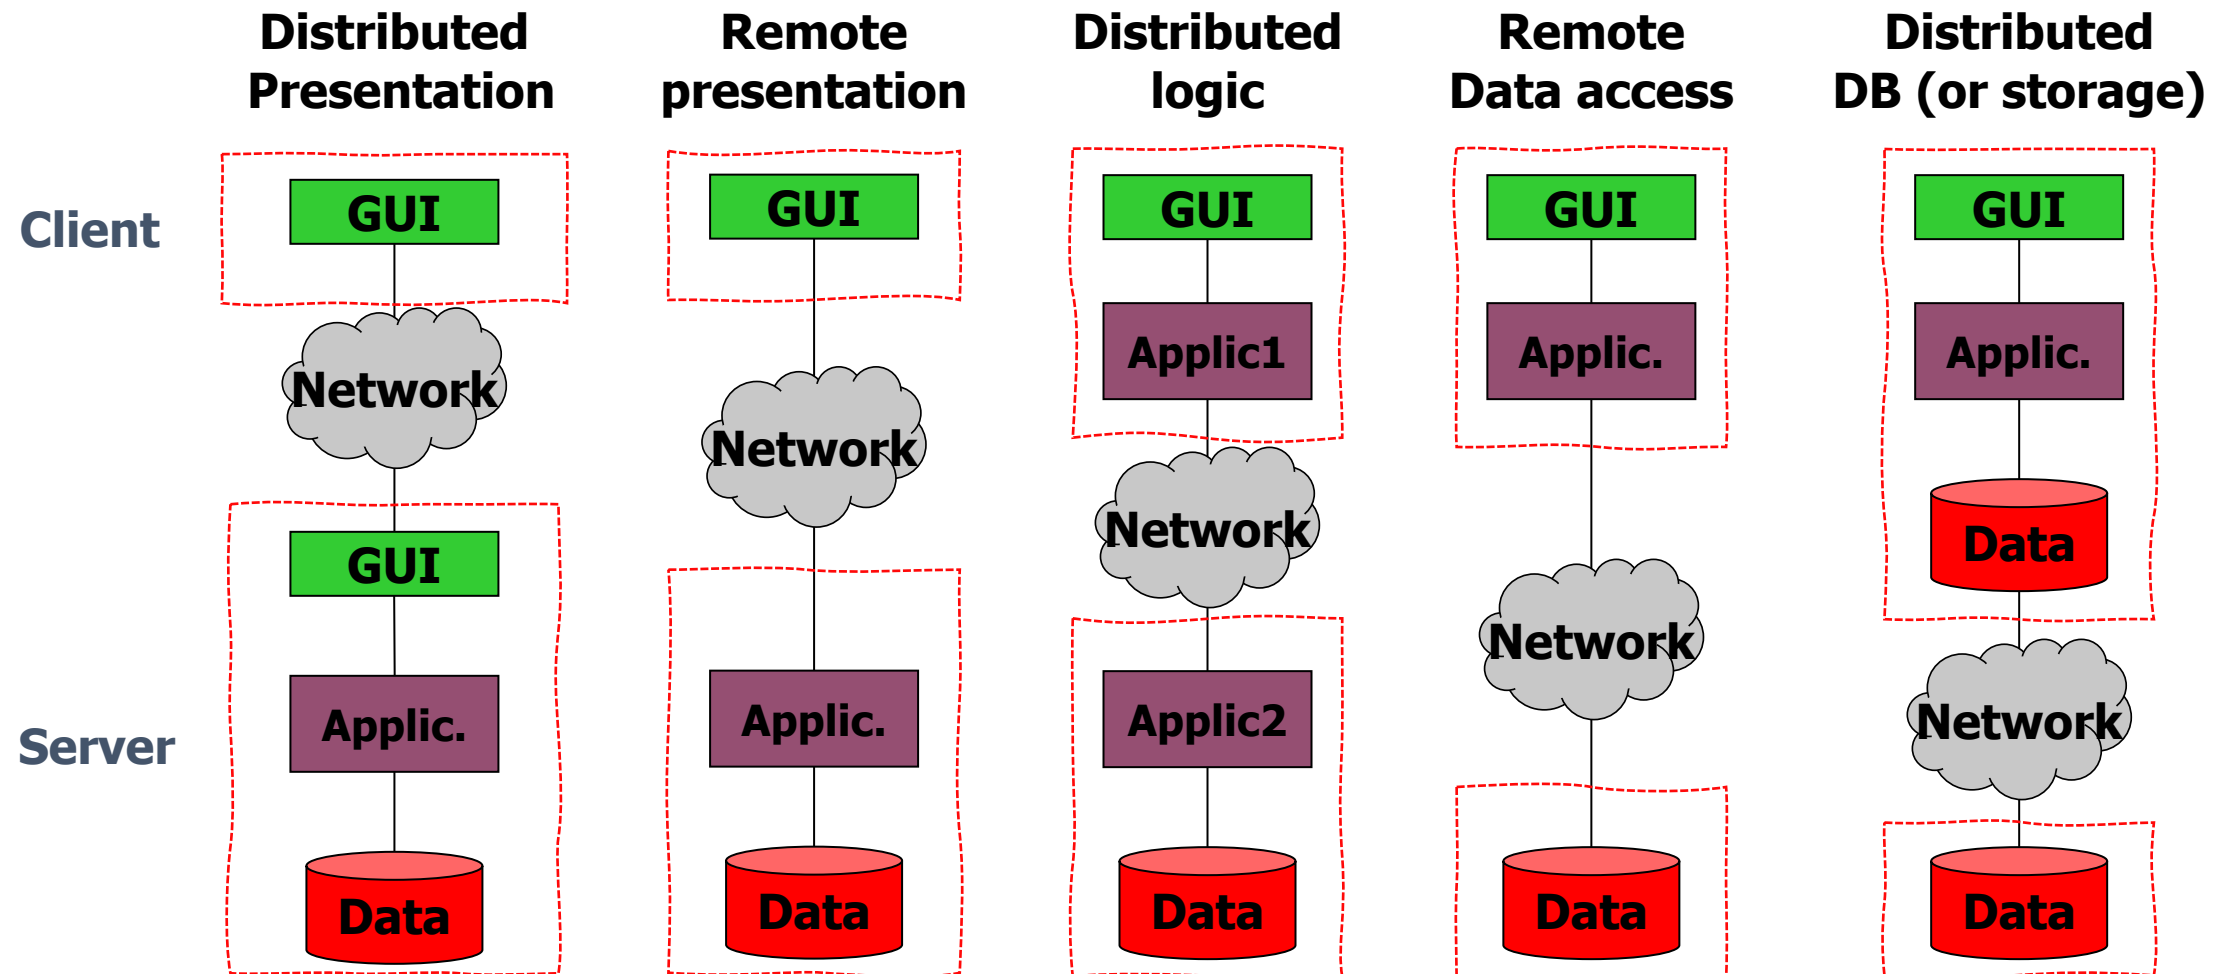 Distributed
Presentation
Remote
presentation
Distributed
logic
Remote
Data access
Distributed
DB (or storage)
Client
GUI
Network
GUI
Applic.
Data
GUI
Network
Applic.
Data
GUI
Applic1
Network
Applic2
Data
GUI
Applic.
Network
Data
GUI
Applic.
Data
Network
Data
Server